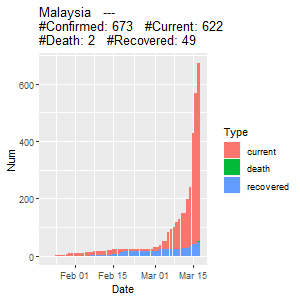 Malaysia   ---
#Confirmed: 673   #Current: 622
#Death: 2   #Recovered: 49
Num
600
400
200
0
Feb 01   Feb 15   Mar 01   Mar 15
Date
Type
current
death
recovered